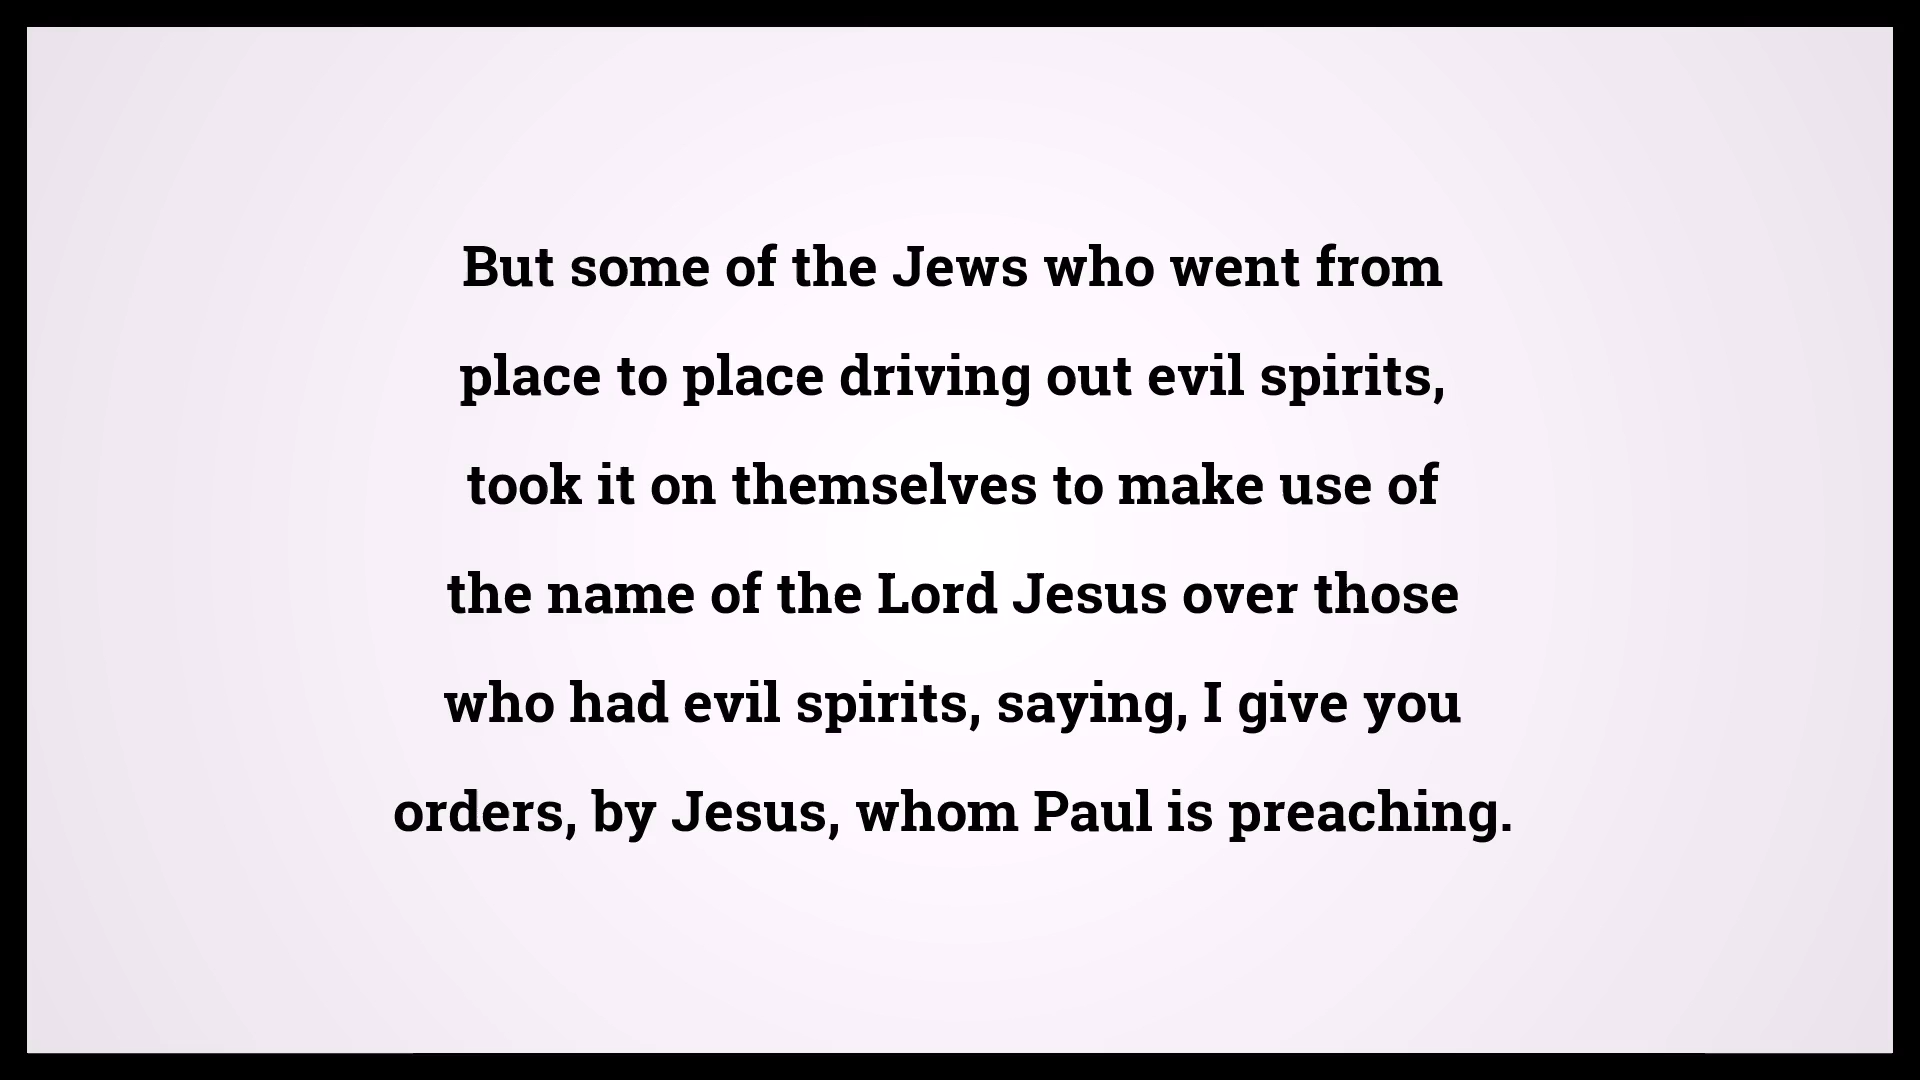 But some of the Jews who went from
place to place driving out evil spirits,
took it on themselves to make use of
the name of the Lord Jesus over those
who had evil spirits, saying, I give you
orders, by Jesus, whom Paul is preaching.